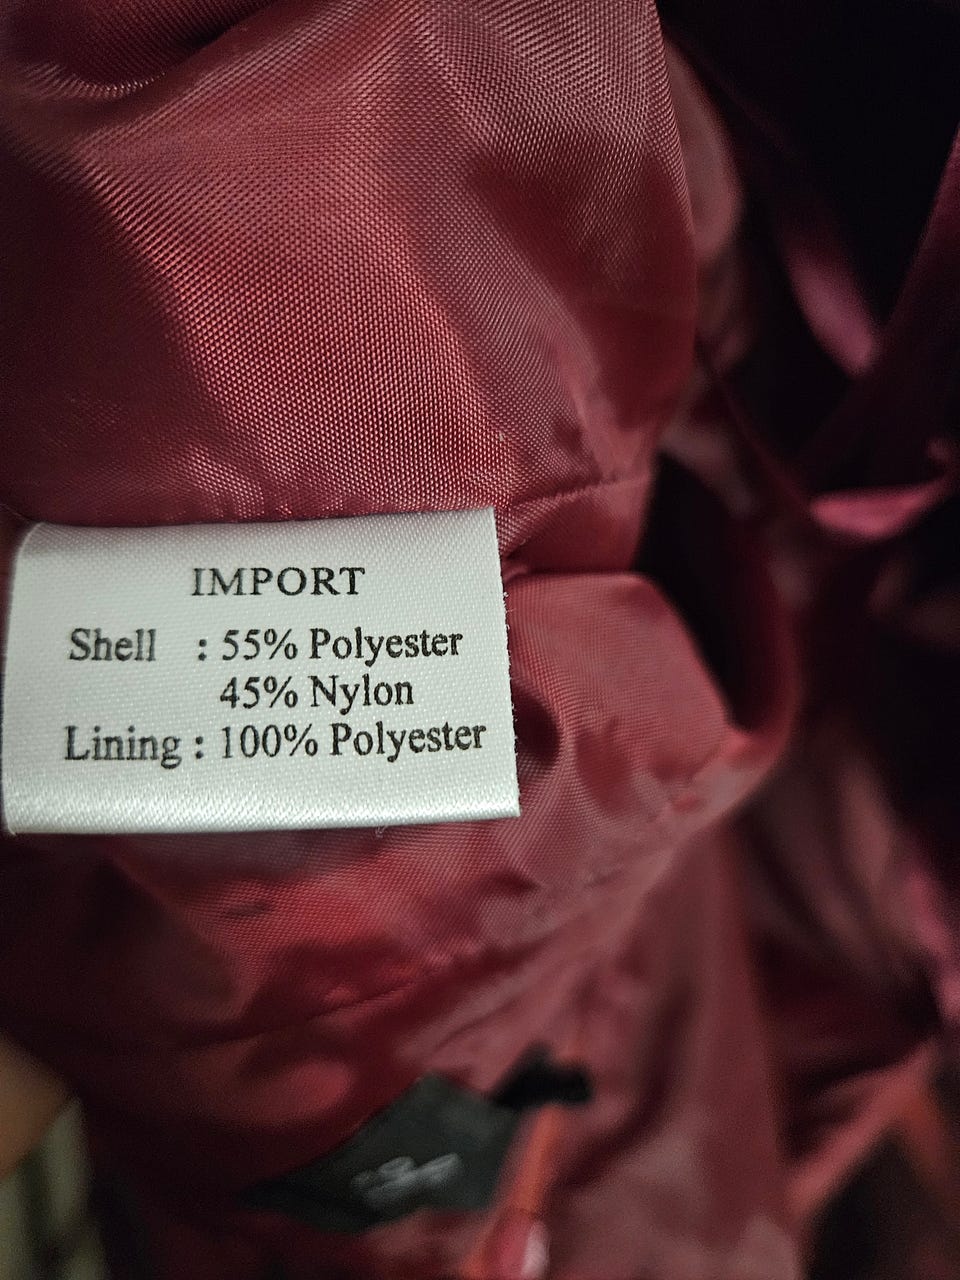 IMPORT
Shell : 55% Polyester
45% Nylon
Lining : 100% Polyester